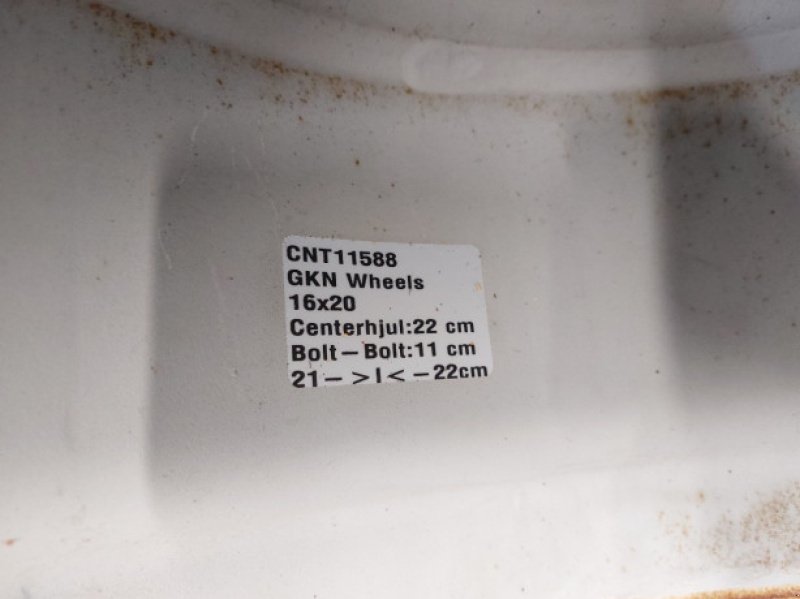 CNT11588
GKN Wheels
16x20
Centerhjul:22 cm
Bolt-Bolt:11 cm
21->I<-22cm